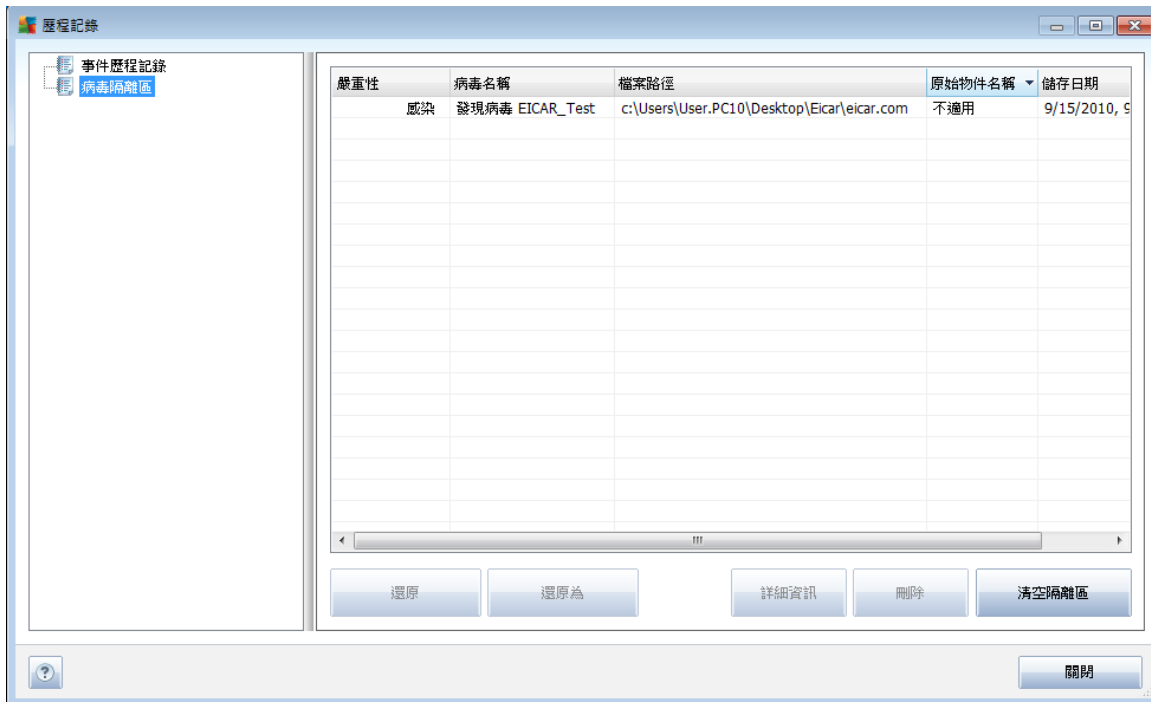 歷程記錄
事件歷程記錄
病毒隔離區
嚴重性 病毒名稱 檔案路徑 原始物件名稱 儲存日期
感染 發現病毒 EICAR_Test c:\Users\User.PC10\Desktop\Eicar\eicar.com 不適用 9/15/2010, 9
還原 還原為 詳細資訊 刪除 清空隔離區
? 關閉